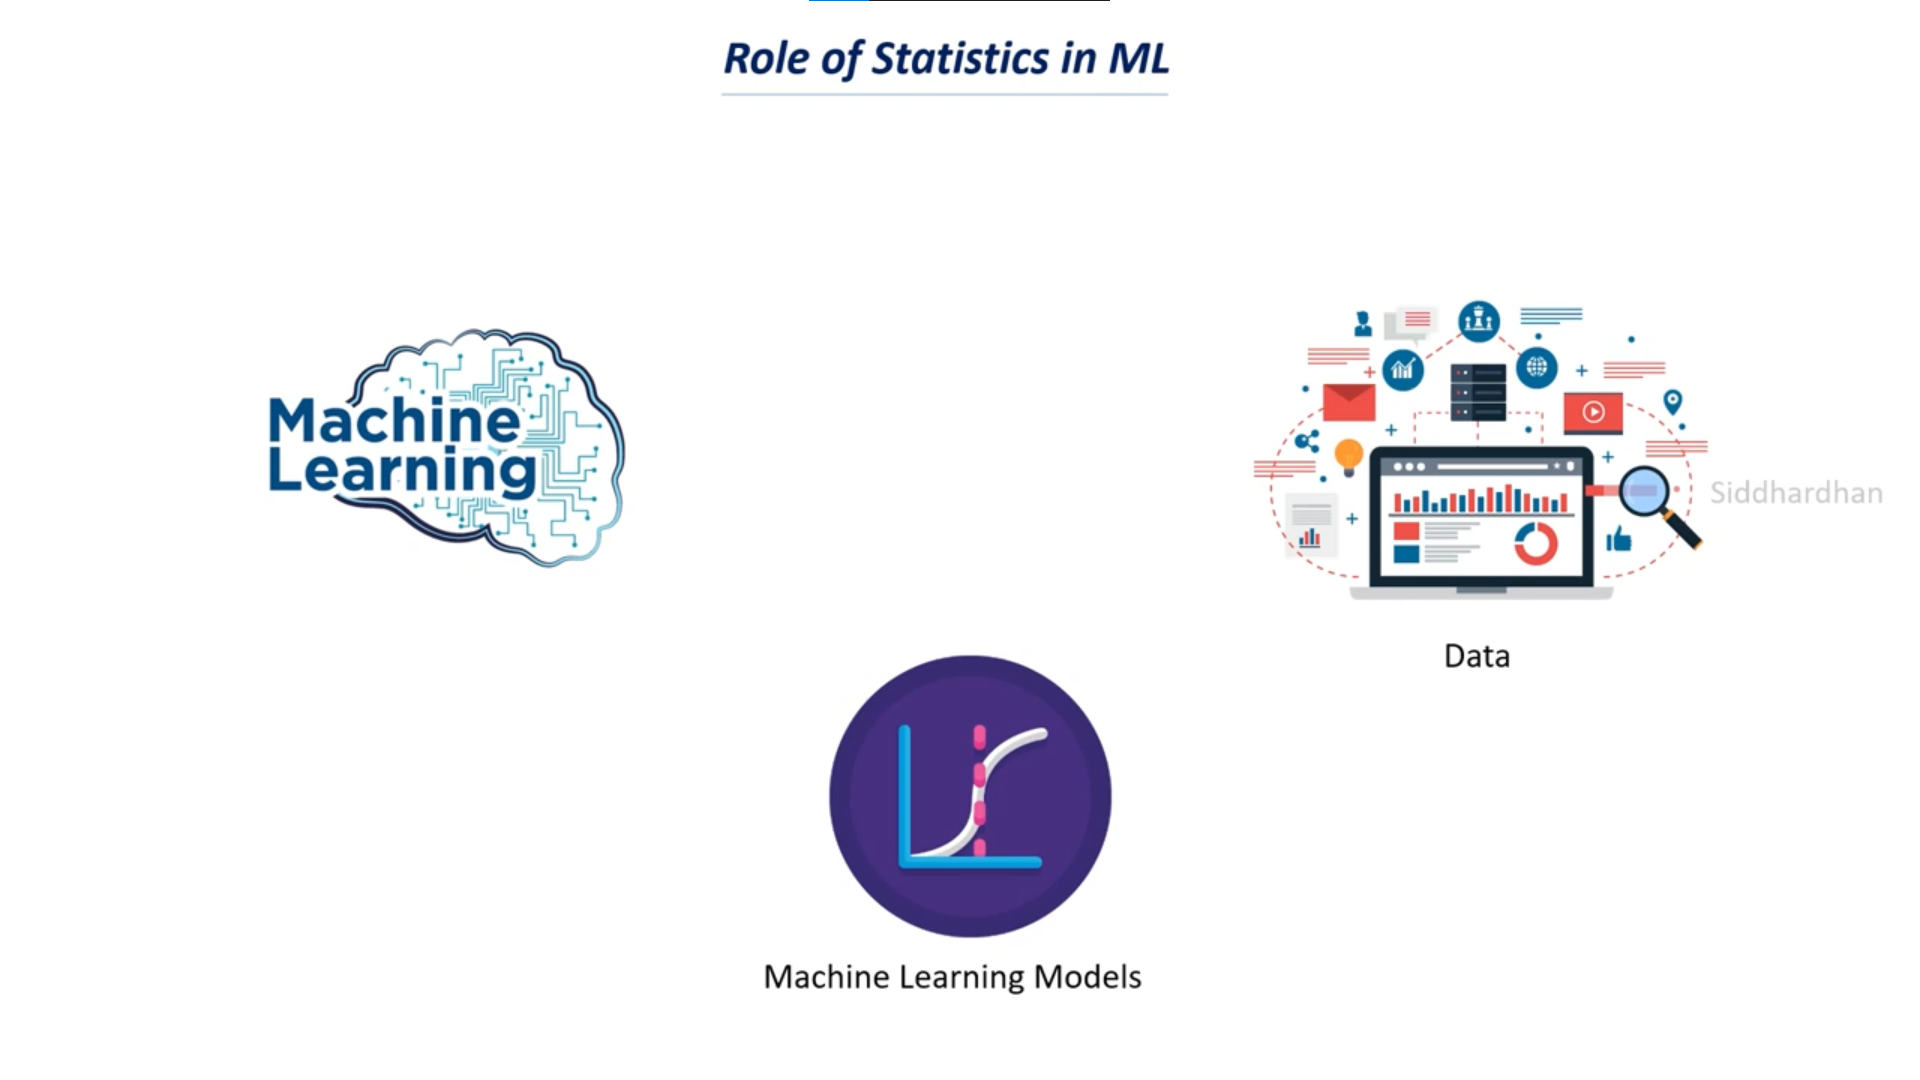 Role of Statistics in ML
Machine
Learning
Siddhardhan
Data
Machine Learning Models